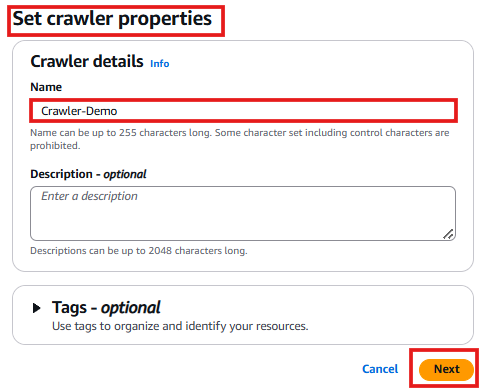 Set crawler properties
Crawler details Info
Name
Crawler-Demo
Name can be up to 255 characters long. Some character set including control characters are
prohibited.
Description - optional
Enter a description
Descriptions can be up to 2048 characters long.
Tags - optional
Use tags to organize and identify your resources.
Cancel Next